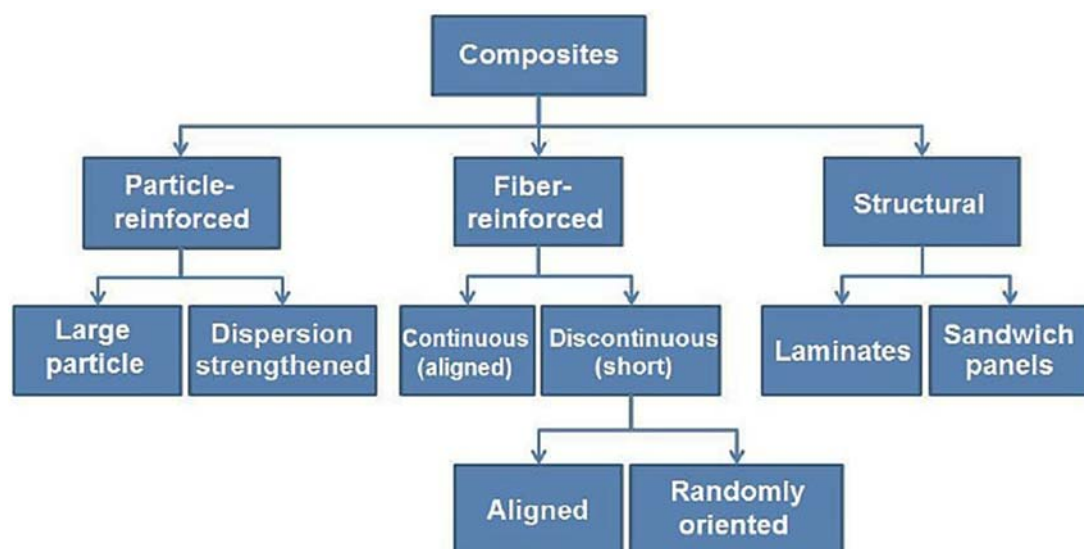 Composites
Particle-
reinforced
Fiber-
reinforced
Structural
Large
particle
Dispersion
strengthened
Continuous
(aligned)
Discontinuous
(short)
Laminates
Sandwich
panels
Aligned
Randomly
oriented